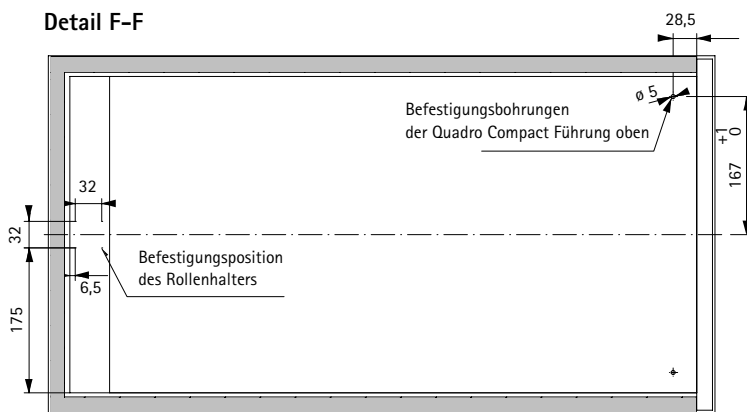 Detail F-F
28,5
ø 5
Befestigungsbohrungen
der Quadro Compact Führung oben
+1
167 0
32
32
Befestigungsposition
des Rollenhalters
6,5
175